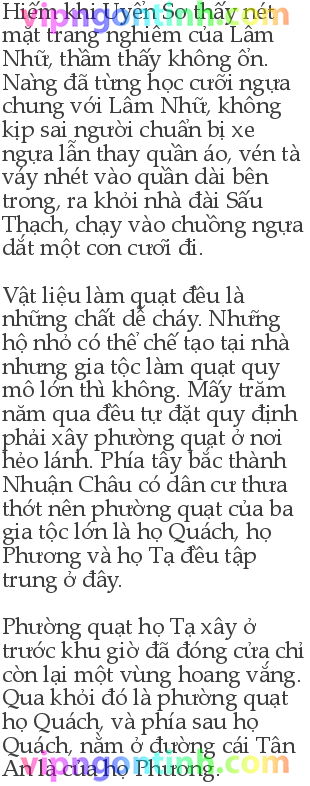 Hiếm khi Uyển Sơ thấy nét
mặt trang nghiêm của Lâm
Nhữ, thầm thấy không ổn.
Nàng đã từng học cưỡi ngựa
chung với Lâm Nhữ, không
kịp sai người chuẩn bị xe
ngựa lẫn thay quần áo, vén tà
váy nhét vào quần dài bên
trong, ra khỏi nhà đài Sấu
Thạch, chạy vào chuồng ngựa
dắt một con cưỡi đi.

Vật liệu làm quạt đều là
những chất dễ cháy. Những
hộ nhỏ có thể chế tạo tại nhà
nhưng gia tộc làm quạt quy
mô lớn thì không. Mấy trăm
năm qua đều tự đặt quy định
phải xây phường quạt ở nơi
hẻo lánh. Phía tây bắc thành
Nhuận Châu có dân cư thưa
thớt nên phường quạt của ba
gia tộc lớn là họ Quách, họ
Phương và họ Tạ đều tập
trung ở đây.

Phường quạt họ Tạ xây ở
trước khu giờ đã đóng cửa chỉ
còn lại một vùng hoang vắng.
Qua khỏi đó là phường quạt
họ Quách, và phía sau họ
Quách, nằm ở đường cái Tân
An là của họ Phương.
vipngontinh.com
vipngontinh.com
vipngontinh.com
vipngontinh.com